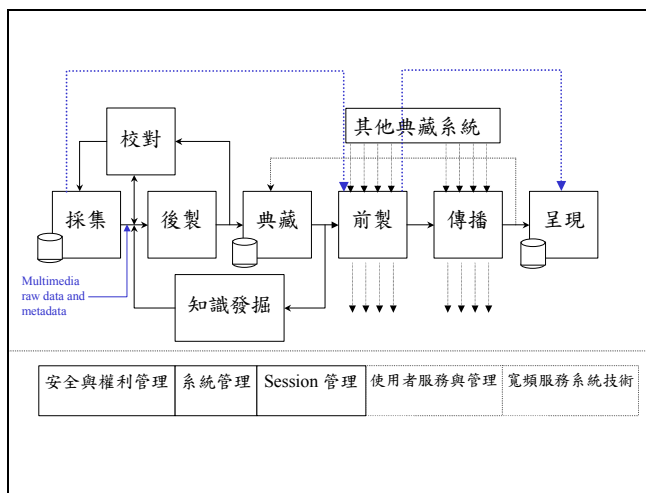 其他典藏系統
校對
採集
後製
典藏
前製
傳播
呈現
Multimedia
raw data and
metadata
知識發掘
安全與權利管理
系統管理
Session 管理
使用者服務與管理
寬頻服務系統技術